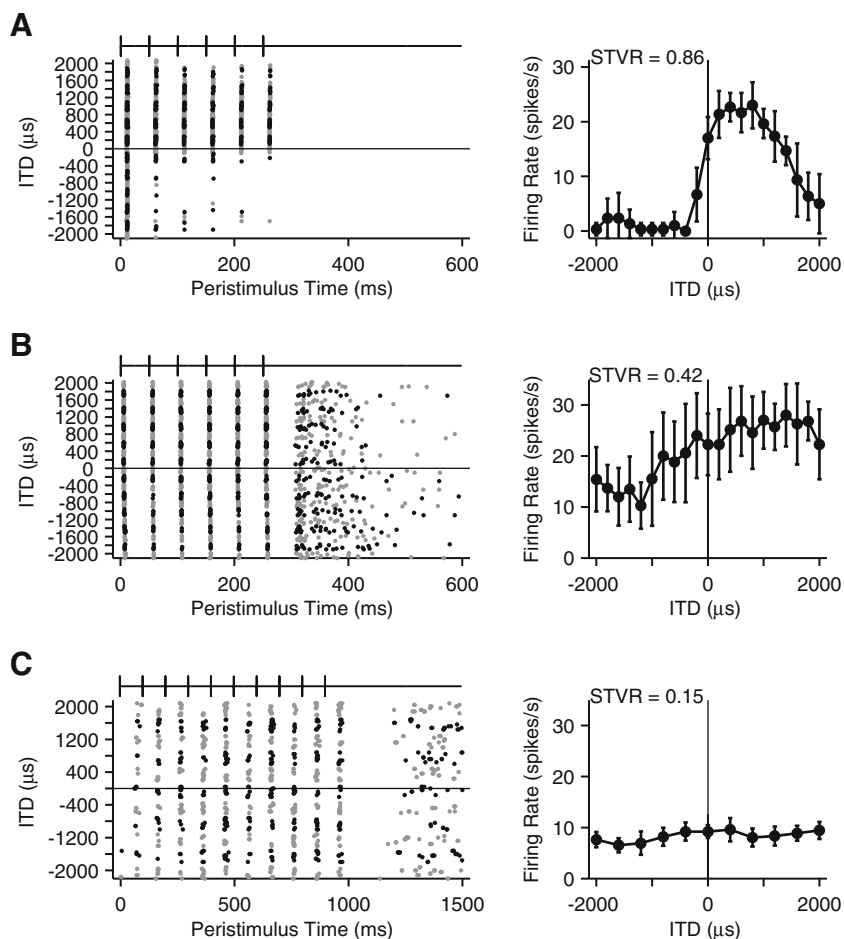 A
ITD (µs)
2000
1600
1200
800
400
0
-400
-800
-1200
-1600
-2000
0 200 400 600
Peristimulus Time (ms)
STVR = 0.86
Firing Rate (spikes/s)
30
20
10
0
-2000 0 2000
ITD (µs)
B
ITD (µs)
2000
1600
1200
800
400
0
-400
-800
-1200
-1600
-2000
0 200 400 600
Peristimulus Time (ms)
STVR = 0.42
Firing Rate (spikes/s)
30
20
10
0
-2000 0 2000
ITD (µs)
C
ITD (µs)
2000
1200
400
-400
-1200
-2000
0 500 1000 1500
Peristimulus Time (ms)
STVR = 0.15
Firing Rate (spikes/s)
30
20
10
0
-2000 0 2000
ITD (µs)